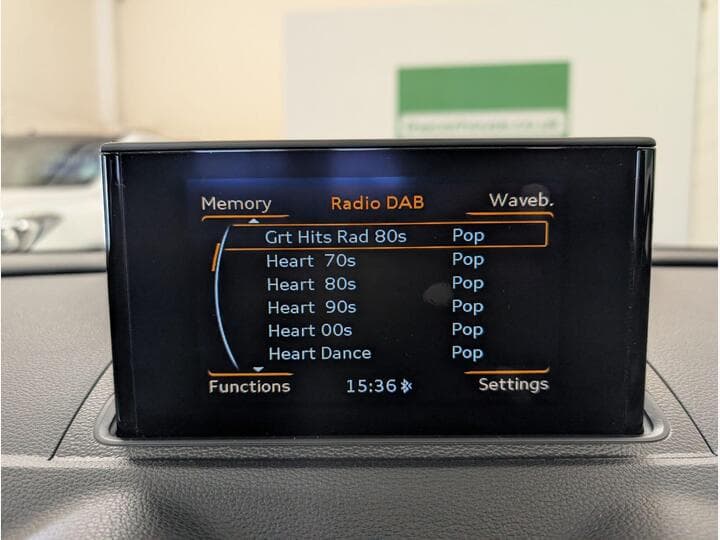 Memory Radio DAB Waveb.
Grt Hits Rad 80s Pop
Heart 70s Pop
Heart 80s Pop
Heart 90s Pop
Heart 00s Pop
Heart Dance Pop
Functions 15:36 Settings